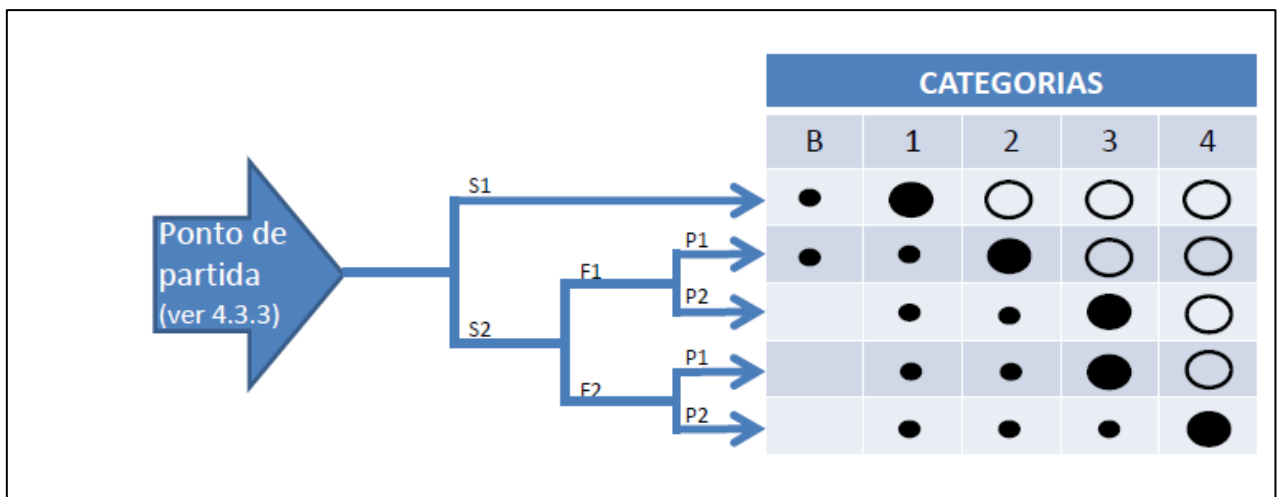 CATEGORIAS
B 1 2 3 4
S1
Ponto de
partida
(ver 4.3.3)
P1
F1
P2
S2
P1
F2
P2